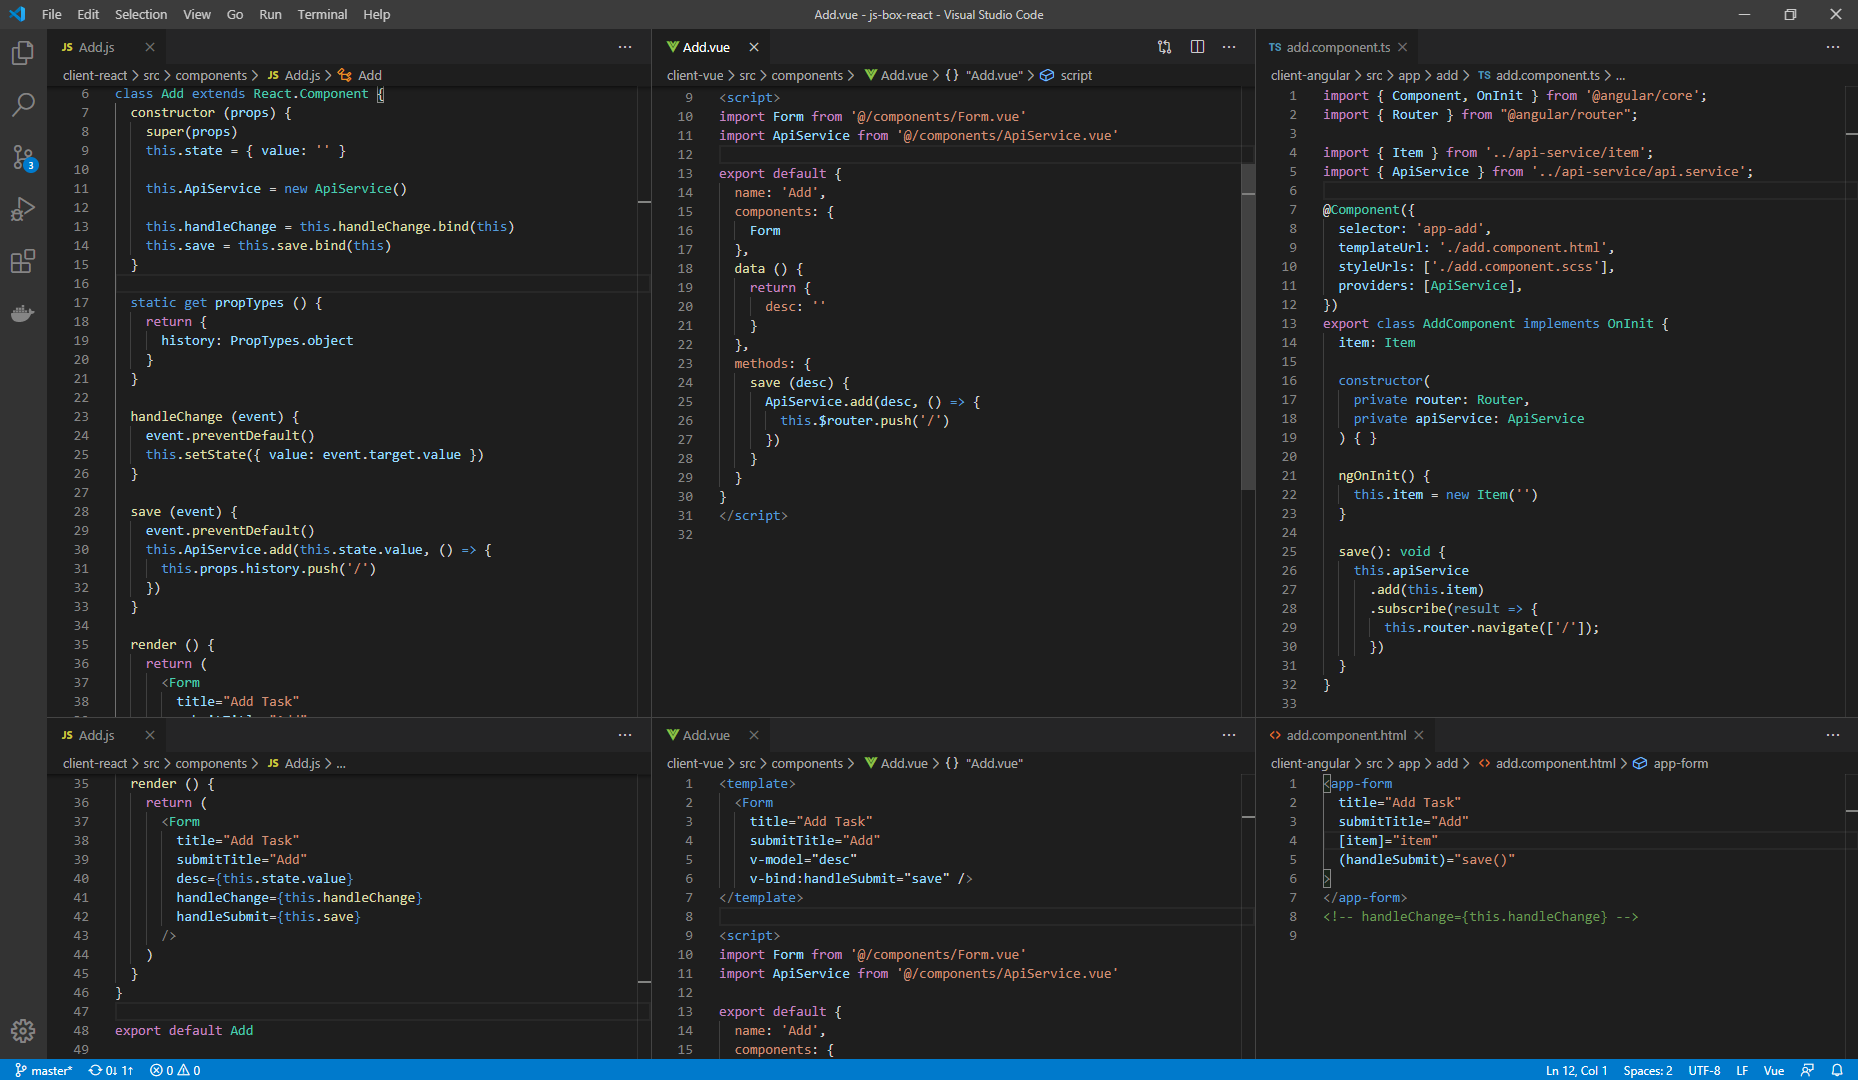 File Edit Selection View Go Run Terminal Help
Add.vue - js-box-react - Visual Studio Code
3
JS Add.js
client-react > src > components > JS Add.js > Add
6 class Add extends React.Component {
7 constructor (props) {
8 super(props)
9 this.state = { value: '' }
10
11 this.ApiService = new ApiService()
12
13 this.handleChange = this.handleChange.bind(this)
14 this.save = this.save.bind(this)
15 }
16
17 static get propTypes () {
18 return {
19 history: PropTypes.object
20 }
21 }
22
23 handleChange (event) {
24 event.preventDefault()
25 this.setState({ value: event.target.value })
26 }
27
28 save (event) {
29 event.preventDefault()
30 this.ApiService.add(this.state.value, () => {
31 this.props.history.push('/')
32 })
33 }
34
35 render () {
36 return (
37 <Form
38 title="Add Task"
Add.vue
client-vue > src > components > Add.vue > {} "Add.vue" > script
9 <script>
10 import Form from '@/components/Form.vue'
11 import ApiService from '@/components/ApiService.vue'
12
13 export default {
14 name: 'Add',
15 components: {
16 Form
17 },
18 data () {
19 return {
20 desc: ''
21 }
22 },
23 methods: {
24 save (desc) {
25 ApiService.add(desc, () => {
26 this.$router.push('/')
27 })
28 }
29 }
30 }
31 </script>
32
TS add.component.ts
client-angular > src > app > add > TS add.component.ts > ...
1 import { Component, OnInit } from '@angular/core';
2 import { Router } from "@angular/router";
3
4 import { Item } from '../api-service/item';
5 import { ApiService } from '../api-service/api.service';
6
7 @Component({
8 selector: 'app-add',
9 templateUrl: './add.component.html',
10 styleUrls: ['./add.component.scss'],
11 providers: [ApiService],
12 })
13 export class AddComponent implements OnInit {
14 item: Item
15
16 constructor(
17 private router: Router,
18 private apiService: ApiService
19 ) { }
20
21 ngOnInit() {
22 this.item = new Item('')
23 }
24
25 save(): void {
26 this.apiService
27 .add(this.item)
28 .subscribe(result => {
29 this.router.navigate(['/']);
30 })
31 }
32 }
33
JS Add.js
client-react > src > components > JS Add.js > ...
35 render () {
36 return (
37 <Form
38 title="Add Task"
39 submitTitle="Add"
40 desc={this.state.value}
41 handleChange={this.handleChange}
42 handleSubmit={this.save}
43 />
44 )
45 }
46 }
47
48 export default Add
49
Add.vue
client-vue > src > components > Add.vue > {} "Add.vue"
1 <template>
2 <Form
3 title="Add Task"
4 submitTitle="Add"
5 v-model="desc"
6 v-bind:handleSubmit="save" />
7 </template>
8
9 <script>
10 import Form from '@/components/Form.vue'
11 import ApiService from '@/components/ApiService.vue'
12
13 export default {
14 name: 'Add',
15 components: {
add.component.html
client-angular > src > app > add > add.component.html > app-form
1 <app-form
2 title="Add Task"
3 submitTitle="Add"
4 [item]="item"
5 (handleSubmit)="save()"
6 >
7 </app-form>
8 <!-- handleChange={this.handleChange} -->
9
master* 0↓ 1↑ 0 0
Ln 12, Col 1 Spaces: 2 UTF-8 LF Vue